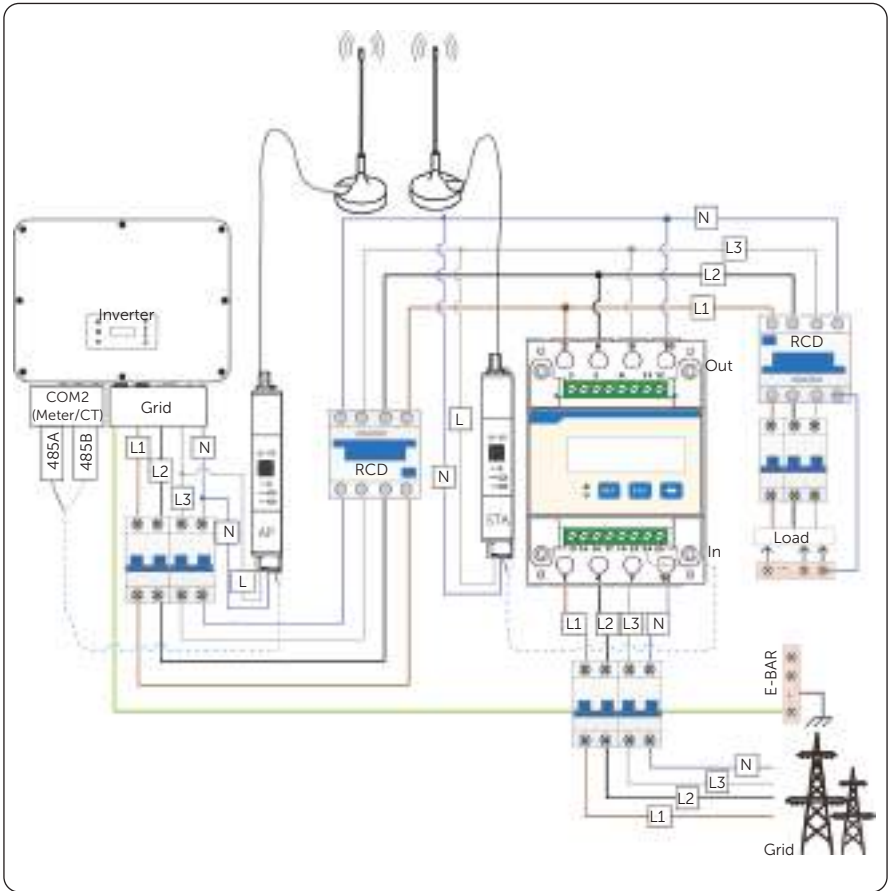 N
L3
L2
L1
Inverter
RCD
Out
COM2
(Meter/CT)
Grid
485A
485B
L1
L2
L3
N
N
L
AP
RCD
L
N
STA
In
Load
L1
L2
L3
N
E-BAR
N
L3
L2
L1
Grid